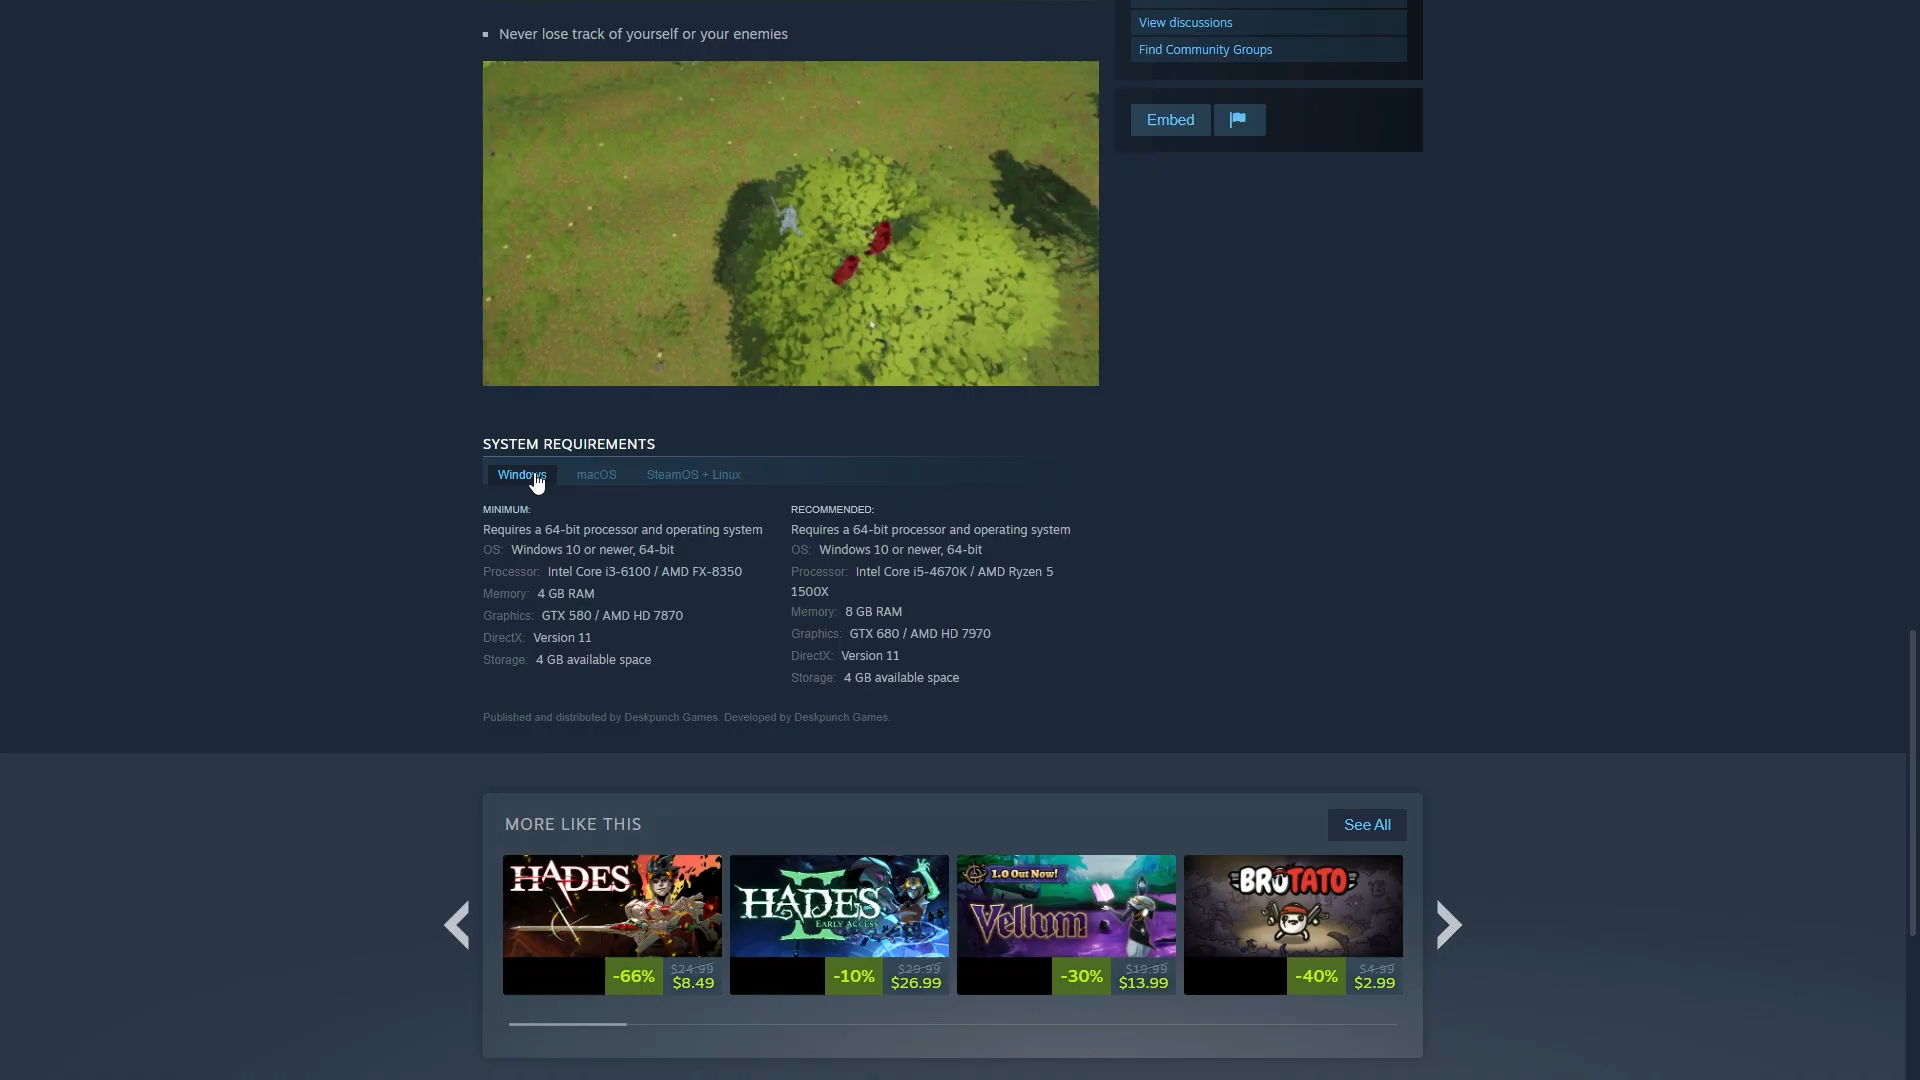 View discussions
Find Community Groups
Never lose track of yourself or your enemies
Embed
SYSTEM REQUIREMENTS
Windows macOS SteamOS + Linux
MINIMUM:
Requires a 64-bit processor and operating system
OS: Windows 10 or newer, 64-bit
Processor: Intel Core i3-6100 / AMD FX-8350
Memory: 4 GB RAM
Graphics: GTX 580 / AMD HD 7870
DirectX: Version 11
Storage: 4 GB available space
RECOMMENDED:
Requires a 64-bit processor and operating system
OS: Windows 10 or newer, 64-bit
Processor: Intel Core i5-4670K / AMD Ryzen 5
1500X
Memory: 8 GB RAM
Graphics: GTX 680 / AMD HD 7970
DirectX: Version 11
Storage: 4 GB available space
Published and distributed by Deskpunch Games. Developed by Deskpunch Games.
MORE LIKE THIS
See All
HADES
-66% $24.99 $8.49
HADES II
EARLY ACCESS
-10% $29.99 $26.99
1.0 Out Now!
Vellum
-30% $19.99 $13.99
BROTATO
-40% $4.99 $2.99